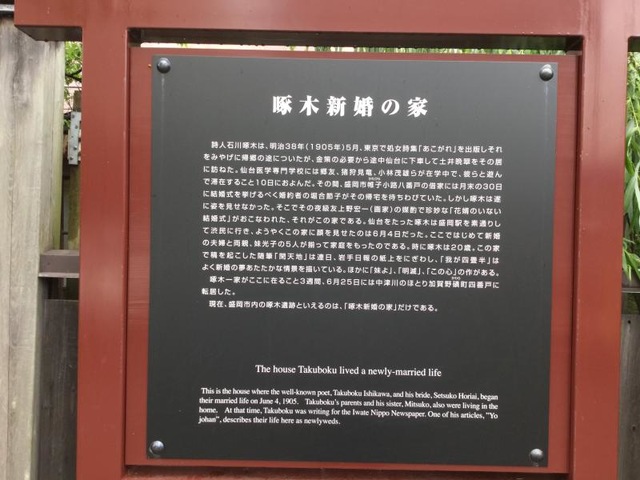 啄木新婚の家
詩人石川啄木は、明治38年(1905年)5月、東京で処女詩集「あこがれ」を出版しそれ
をみやげに帰郷の途についたが、金策の必要から途中仙台に下車して土井晩翠をその居
に訪ねた。仙台医学専門学校には郷友、猪狩見竜、小林茂雄らが在学中で、彼らと遊ん
で滞在すること10日におよんだ。その間、盛岡市帷子小路八番戸の借家には月末の30日
に結婚式を挙げるべく婚約者の堀合節子がその帰宅を待ちわびていた。しかし啄木は遂
に姿を見せなかった。そこでその夜級友上野宏一(画家)の媒酌で珍妙な「花婿のいない
結婚式」がおこなわれた、それがこの家である。仙台をたった啄木は盛岡駅を素通りし
て渋民に行き、ようやくこの家に顔を見せたのは6月4日だった。ここではじめて新婚
の夫婦と両親、妹光子の5人が揃って家庭をもったのである。時に啄木は20歳。この家
で稿を起こした随筆「閑天地」は連日、岩手日報の紙上をにぎわし、「我が四畳半」は
よく新婚の夢あたたかな情景を描いている。ほかに「妹よ」、「明滅」、「この心」の作がある。
啄木一家がここに在ること3週間、6月25日には中津川のほとり加賀野磧町四番戸に
転居した。
現在、盛岡市内の啄木遺跡といえるのは、「啄木新婚の家」だけである。
The house Takuboku lived a newly-married life
This is the house where the well-known poet, Takuboku Ishikawa, and his bride, Setsuko Horiai, began
their married life on June 4, 1905. Takuboku's parents and his sister, Mitsuko, also were living in the
home. At that time, Takuboku was writing for the Iwate Nippo Newspaper. One of his articles, "Yo
johan", describes their life here as newlyweds.